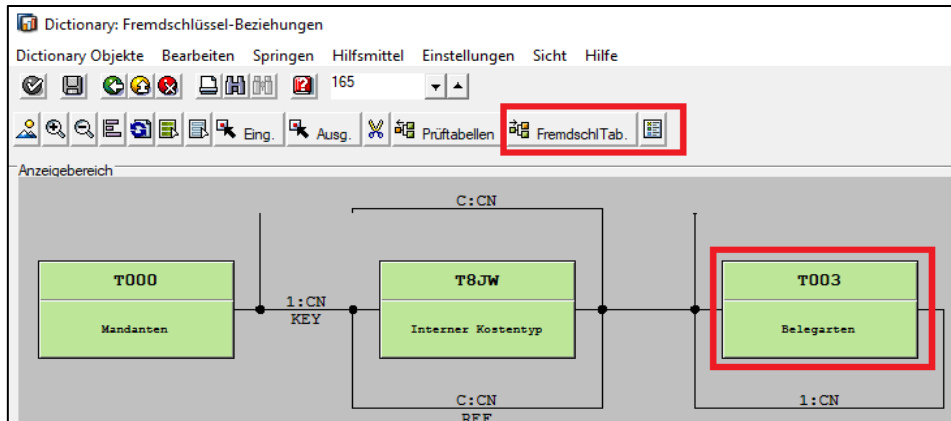 Dictionary: Fremdschlüssel-Beziehungen
Dictionary Objekte Bearbeiten Springen Hilfsmittel Einstellungen Sicht Hilfe
165
Eing. Ausg. Prüftabellen FremdschlTab.
Anzeigebereich
C:CN
T000 T8JW T003
1:CN
KEY
Mandanten Interner Kostentyp Belegarten
C:CN 1:CN
REF